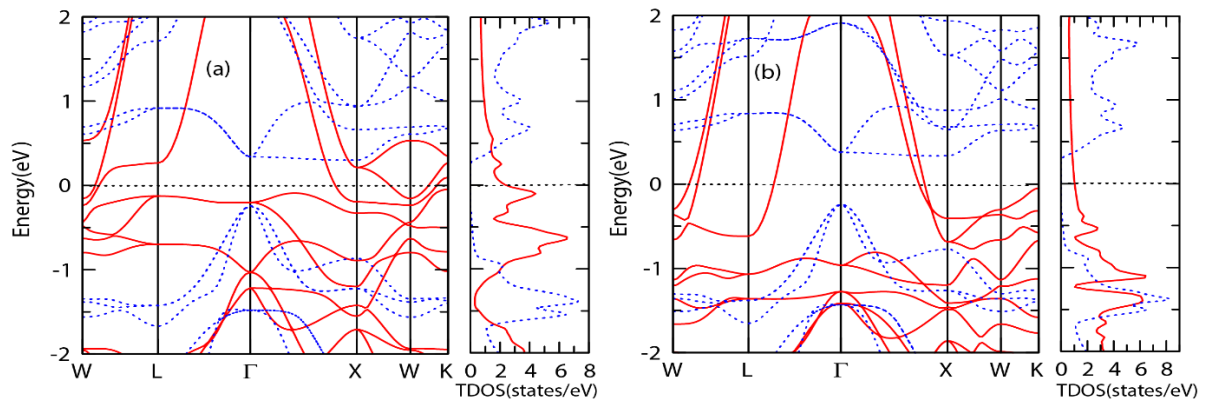 2
1
0
-1
-2
Energy(eV)
(a)
W L Γ X W K
0 2 4 6 8
TDOS(states/eV)
2
1
0
-1
-2
Energy(eV)
(b)
W L Γ X W K
0 2 4 6 8
TDOS(states/eV)